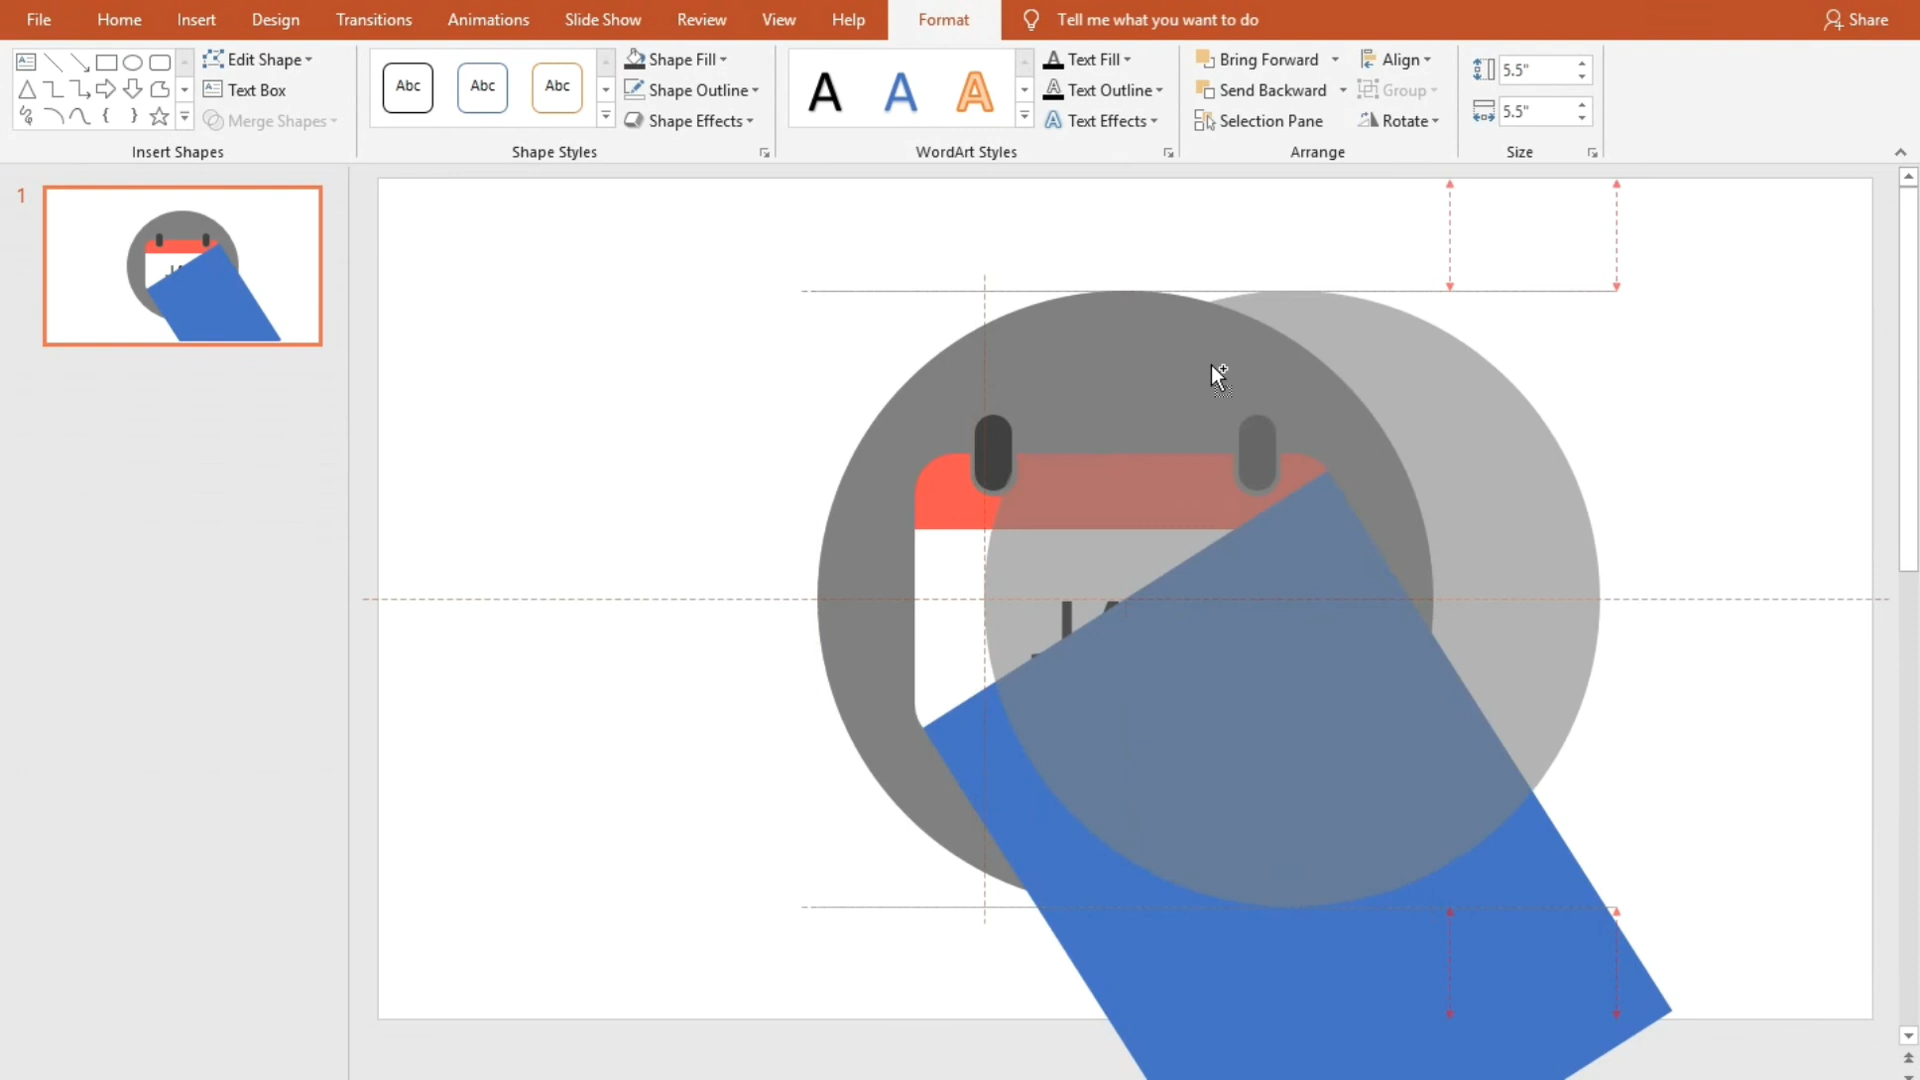 File Home Insert Design Transitions Animations Slide Show Review View Help Format Tell me what you want to do Share
Edit Shape Shape Fill Text Fill Bring Forward Align 5.5"
Abc Abc Abc A A A
Text Box Shape Outline Text Outline Send Backward Group
Merge Shapes Shape Effects Text Effects Selection Pane Rotate 5.5"
Insert Shapes Shape Styles WordArt Styles Arrange Size
1